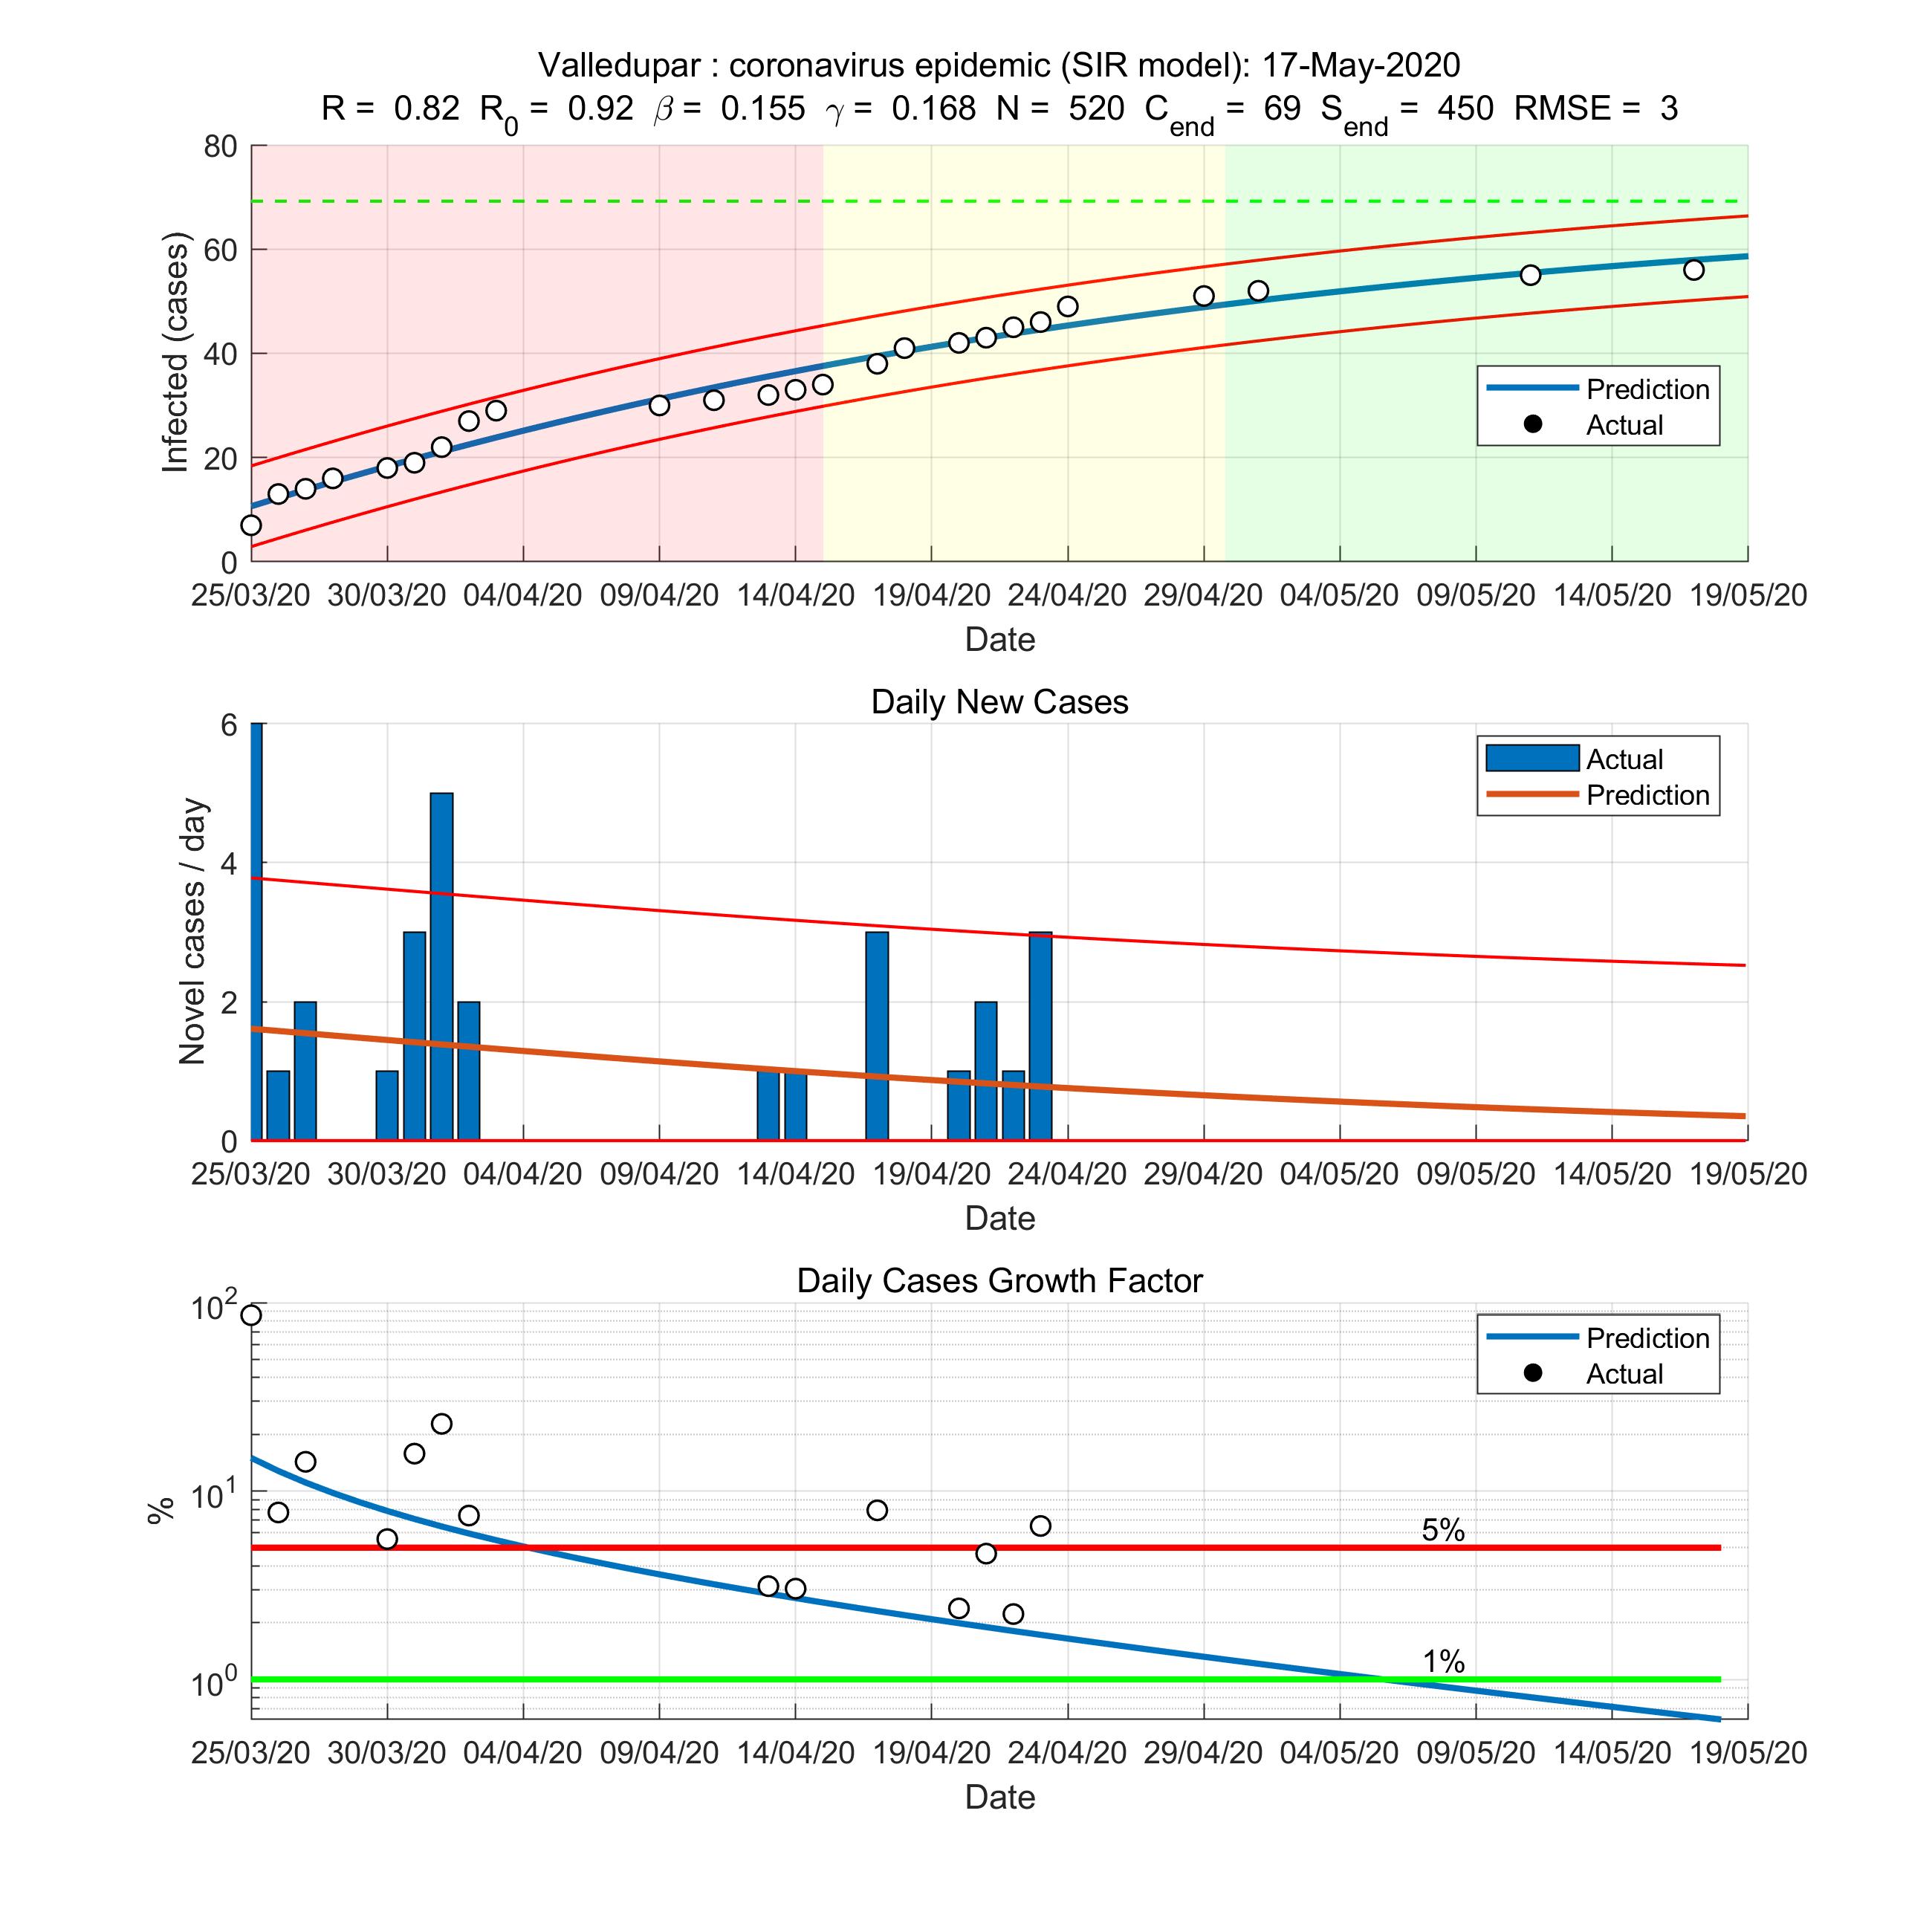 Valledupar : coronavirus epidemic (SIR model): 17-May-2020
R = 0.82 R0 = 0.92 β = 0.155 γ = 0.168 N = 520 Cend = 69 Send = 450 RMSE = 3
80
60
40
20
0
Infected (cases)
Prediction
Actual
25/03/20 30/03/20 04/04/20 09/04/20 14/04/20 19/04/20 24/04/20 29/04/20 04/05/20 09/05/20 14/05/20 19/05/20
Date
Daily New Cases
6
4
2
0
Novel cases / day
Actual
Prediction
25/03/20 30/03/20 04/04/20 09/04/20 14/04/20 19/04/20 24/04/20 29/04/20 04/05/20 09/05/20 14/05/20 19/05/20
Date
Daily Cases Growth Factor
10^2
10^1
10^0
%
Prediction
Actual
5%
1%
25/03/20 30/03/20 04/04/20 09/04/20 14/04/20 19/04/20 24/04/20 29/04/20 04/05/20 09/05/20 14/05/20 19/05/20
Date